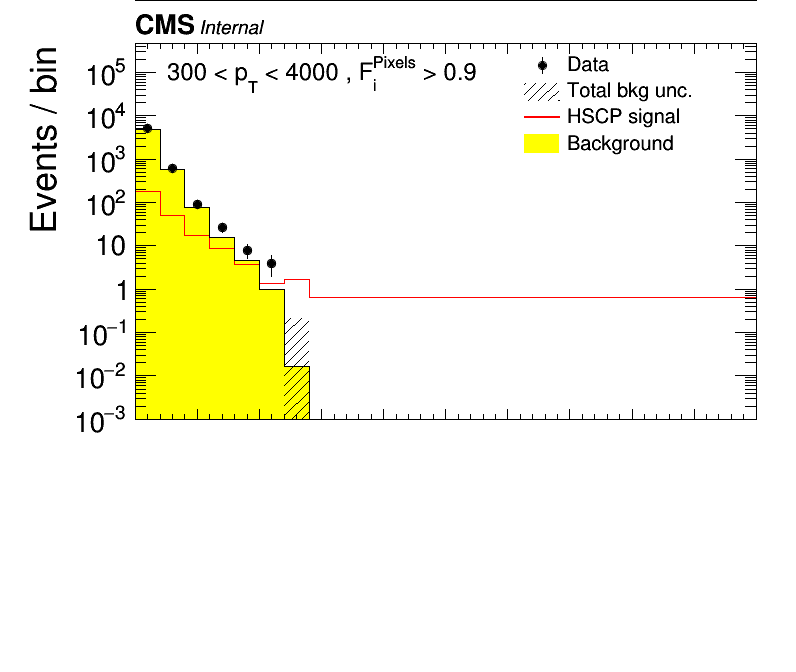 CMS Internal
300 < p_T < 4000 , F_i^Pixels > 0.9
Data
Total bkg unc.
HSCP signal
Background
Events / bin
10^5
10^4
10^3
10^2
10
1
10^−1
10^−2
10^−3